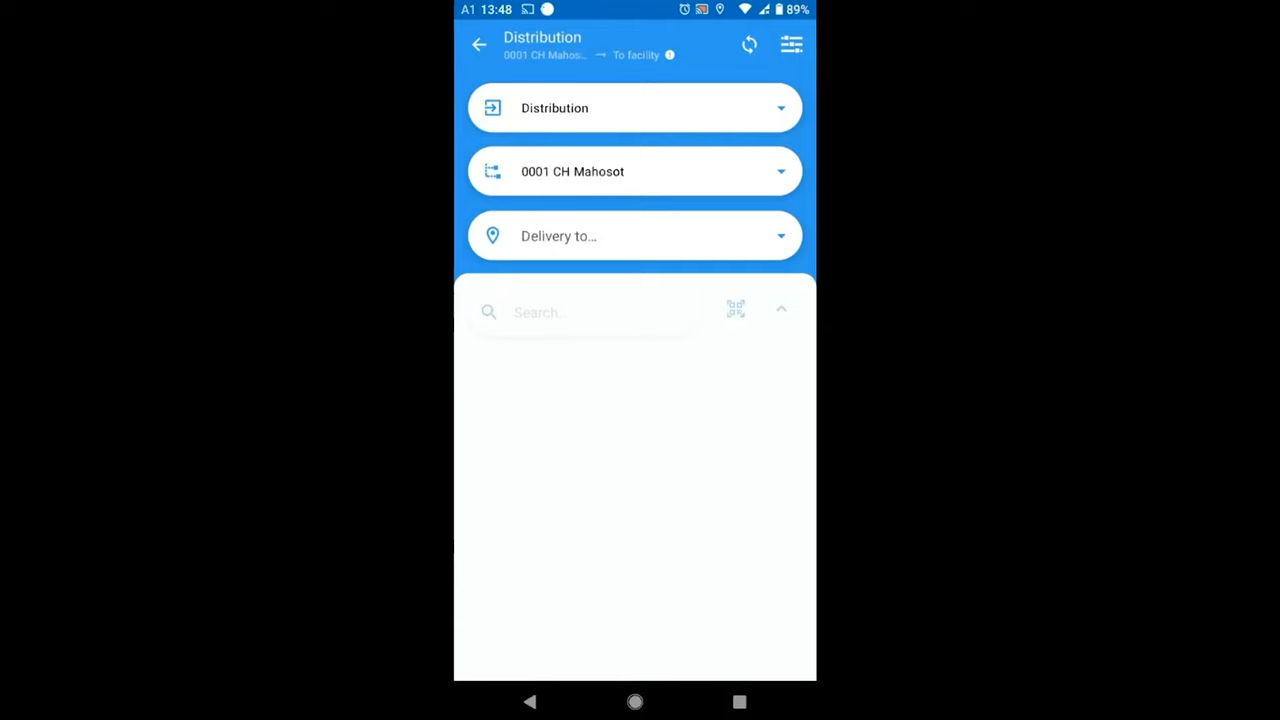 A1 13:48 89%
Distribution
0001 CH Mahos... → To facility
Distribution
0001 CH Mahosot
Delivery to...
Search...